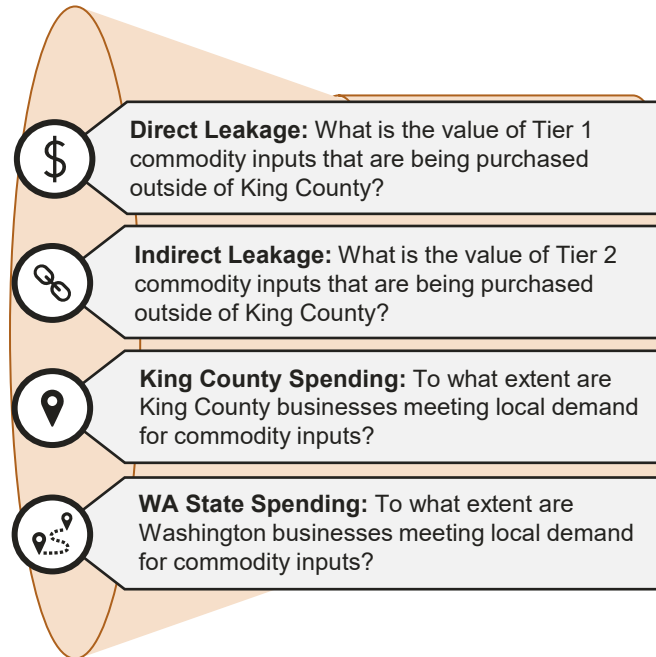 Direct Leakage: What is the value of Tier 1
commodity inputs that are being purchased
outside of King County?
Indirect Leakage: What is the value of Tier 2
commodity inputs that are being purchased
outside of King County?
King County Spending: To what extent are
King County businesses meeting local demand
for commodity inputs?
WA State Spending: To what extent are
Washington businesses meeting local demand
for commodity inputs?